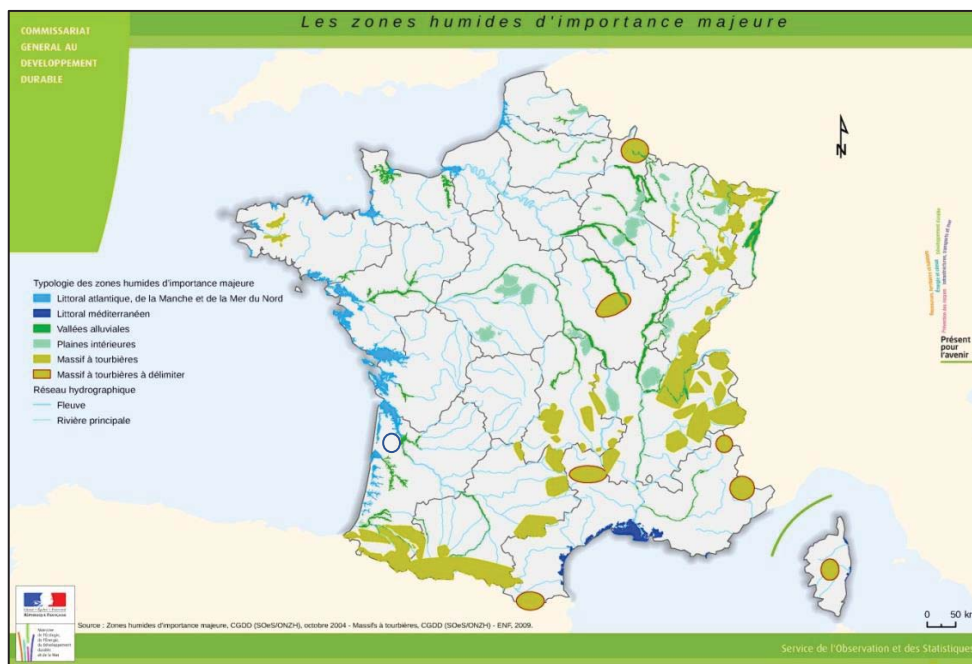 Les zones humides d'importance majeure
COMMISSARIAT
GENERAL AU
DEVELOPPEMENT
DURABLE
N
Typologie des zones humides d'importance majeure
Littoral atlantique, de la Manche et de la Mer du Nord
Littoral méditerranéen
Vallées alluviales
Plaines intérieures
Massif à tourbières
Massif à tourbières à délimiter
Réseau hydrographique
Fleuve
Rivière principale
Présent
pour
l'avenir
0 50 km
Source : Zones humides d'importance majeure, CGDD (SOeS/ONZH), octobre 2004 - Massifs à tourbières, CGDD (SOeS/ONZH) - ENF, 2009.
Service de l'Observation et des Statistiques